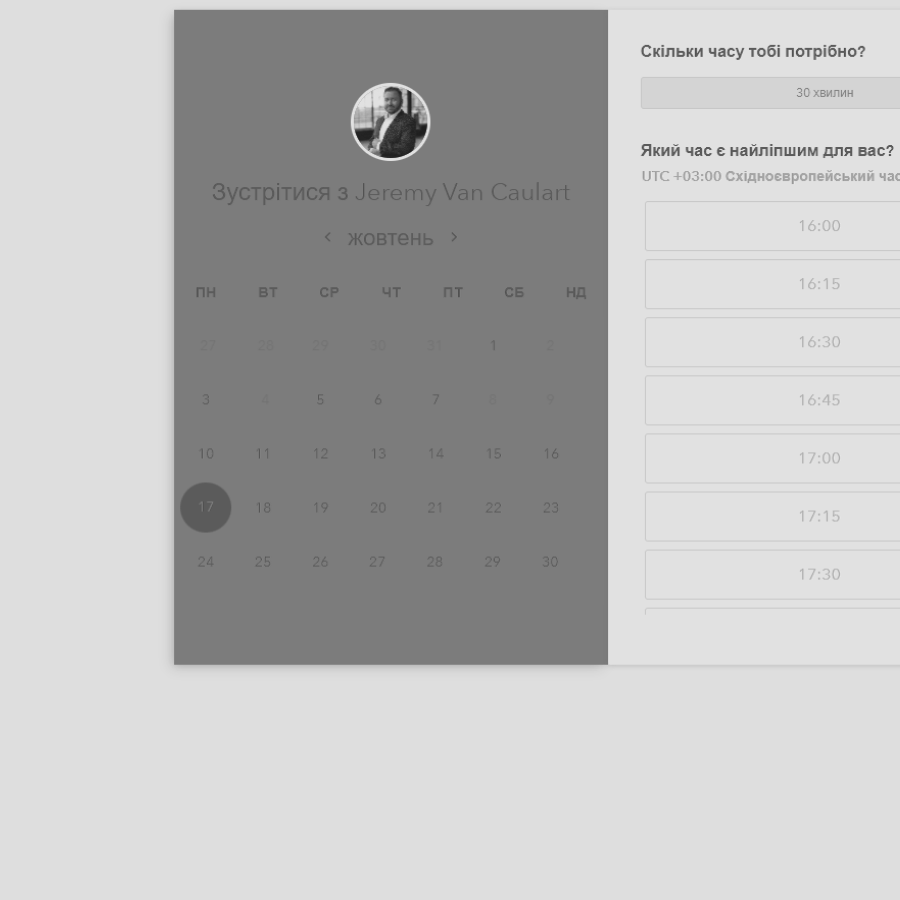 Зустрітися з Jeremy Van Caulart
жовтень
ПН ВТ СР ЧТ ПТ СБ НД
27 28 29 30 31 1 2
3 4 5 6 7 8 9
10 11 12 13 14 15 16
17 18 19 20 21 22 23
24 25 26 27 28 29 30
Скільки часу тобі потрібно?
30 хвилин
Який час є найліпшим для вас?
UTC +03:00 Східноєвропейський час
16:00
16:15
16:30
16:45
17:00
17:15
17:30